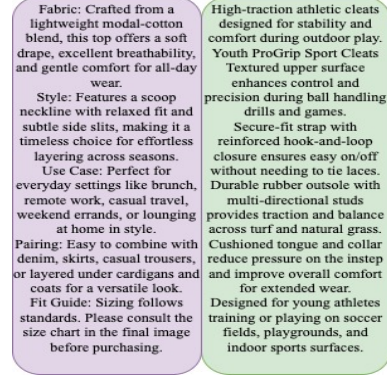 Fabric: Crafted from a
lightweight modal-cotton
blend, this top offers a soft
drape, excellent breathability,
and gentle comfort for all-day
wear.
Style: Features a scoop
neckline with relaxed fit and
subtle side slits, making it a
timeless choice for effortless
layering across seasons.
Use Case: Perfect for
everyday settings like brunch,
remote work, casual travel,
weekend errands, or lounging
at home in style.
Pairing: Easy to combine with
denim, skirts, casual trousers,
or layered under cardigans and
coats for a versatile look.
Fit Guide: Sizing follows
standards. Please consult the
size chart in the final image
before purchasing.
High-traction athletic cleats
designed for stability and
comfort during outdoor play.
Youth ProGrip Sport Cleats
Textured upper surface
enhances control and
precision during ball handling
drills and games.
Secure-fit strap with
reinforced hook-and-loop
closure ensures easy on/off
without needing to tie laces.
Durable rubber outsole with
multi-directional studs
provides traction and balance
across turf and natural grass.
Cushioned tongue and collar
reduce pressure on the instep
and improve overall comfort
for extended wear.
Designed for young athletes
training or playing on soccer
fields, playgrounds, and
indoor sports surfaces.